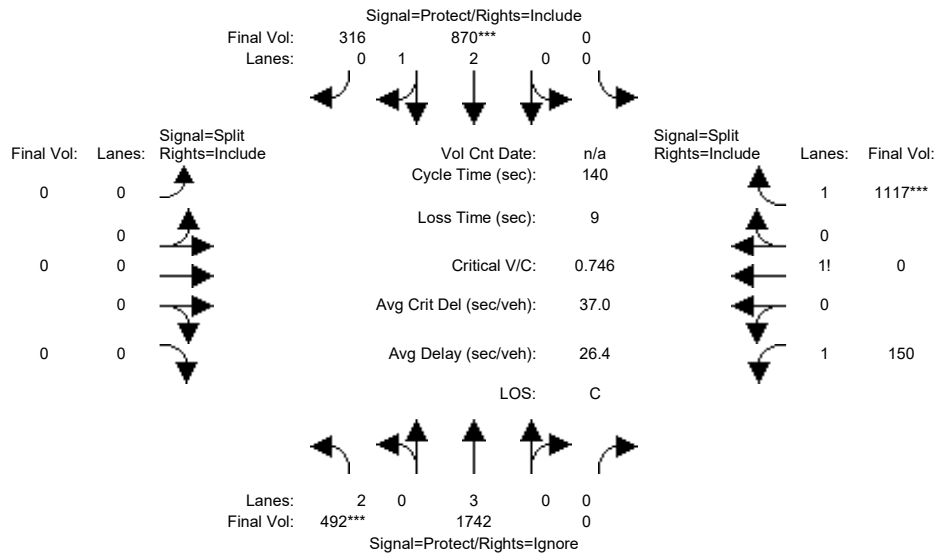 Signal=Protect/Rights=Include
Final Vol: 316 870*** 0
Lanes: 0 1 2 0 0
Signal=Split
Final Vol: Lanes: Rights=Include
Vol Cnt Date: n/a
Signal=Split
Rights=Include Lanes: Final Vol:
Cycle Time (sec): 140
0 0
1 1117***
Loss Time (sec): 9
0
0
0 0
Critical V/C: 0.746
1! 0
0
Avg Crit Del (sec/veh): 37.0
0
0 0
Avg Delay (sec/veh): 26.4
1 150
LOS: C
Lanes: 2 0 3 0 0
Final Vol: 492*** 1742 0
Signal=Protect/Rights=Ignore